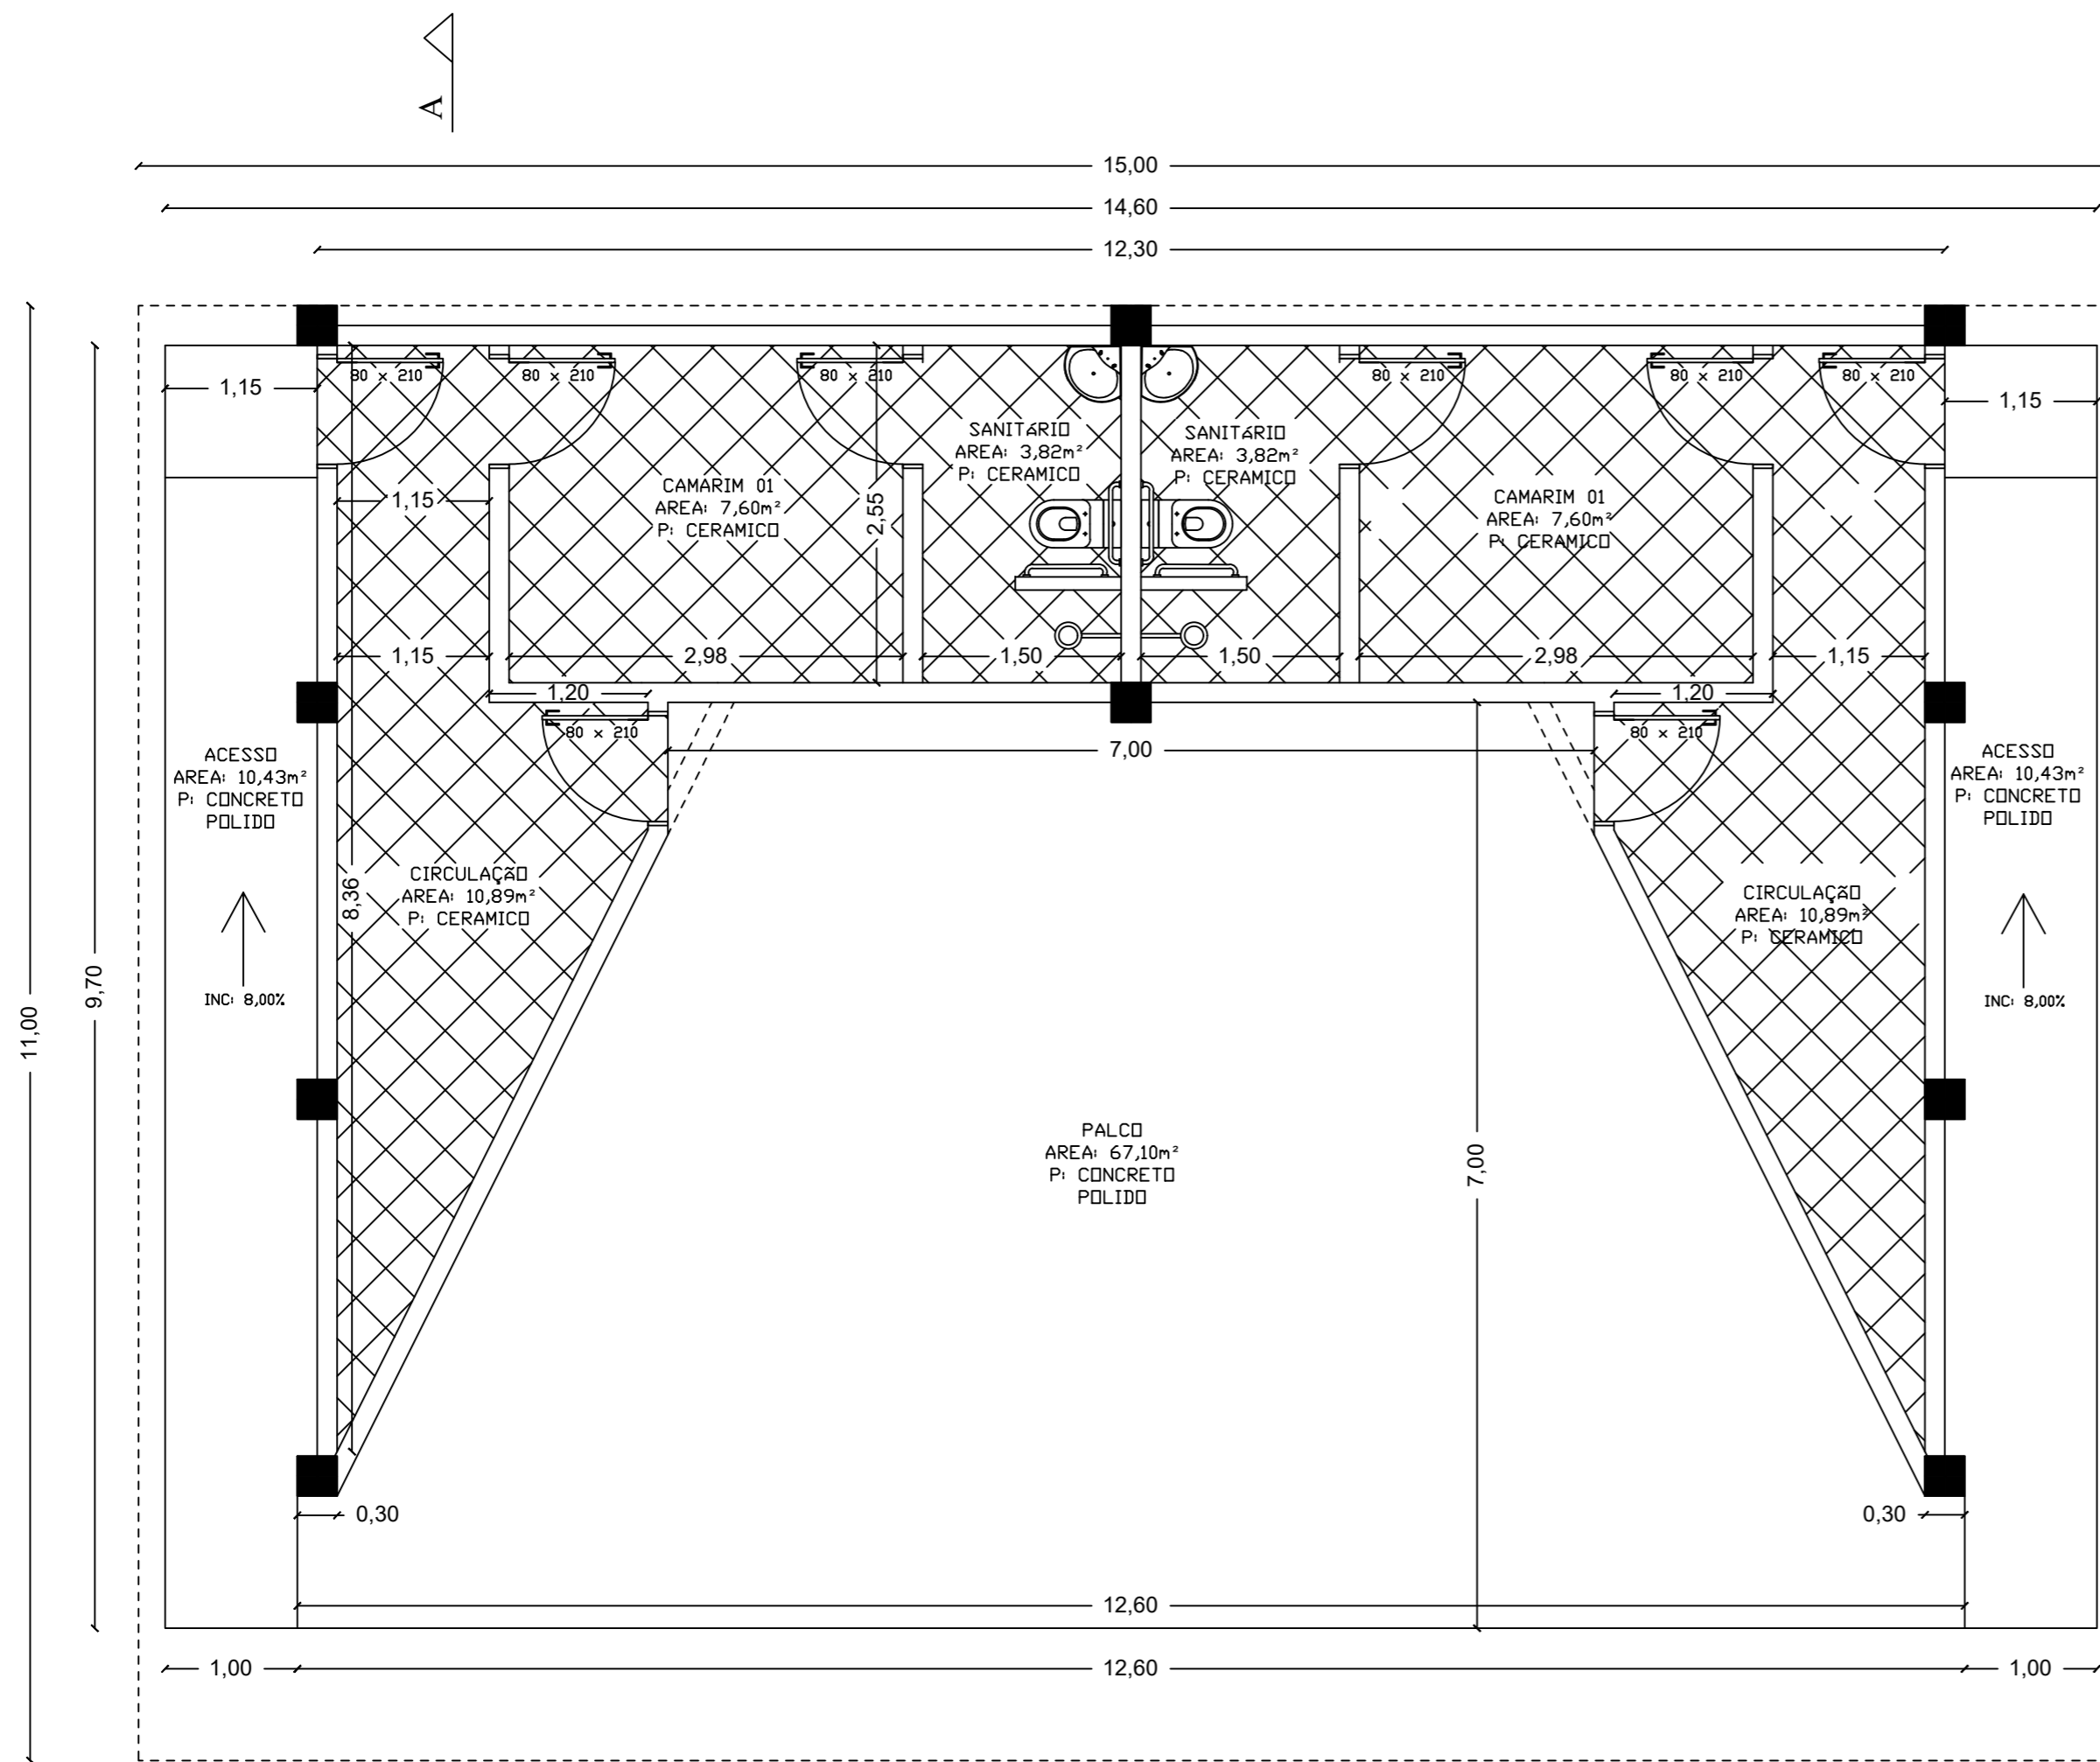 A
15,00
14,60
12,30
80 x 210
80 x 210
80 x 210
80 x 210
80 x 210
80 x 210
1,15
1,15
SANITáRIO
AREA: 3,82m²
P: CERAMICO
SANITáRIO
AREA: 3,82m²
P: CERAMICO
1,15
CAMARIM 01
AREA: 7,60m²
P: CERAMICO
2,55
CAMARIM 01
AREA: 7,60m²
P: CERAMICO
1,15
2,98
1,50
1,50
2,98
1,15
1,20
1,20
80 x 210
80 x 210
7,00
ACESSO
AREA: 10,43m²
P: CONCRETO
POLIDO
ACESSO
AREA: 10,43m²
P: CONCRETO
POLIDO
CIRCULAÇãO
AREA: 10,89m²
P: CERAMICO
8,36
CIRCULAÇãO
AREA: 10,89m²
P: CERAMICO
INC: 8,00%
INC: 8,00%
9,70
11,00
PALCO
AREA: 67,10m²
P: CONCRETO
POLIDO
7,00
0,30
0,30
12,60
1,00
12,60
1,00